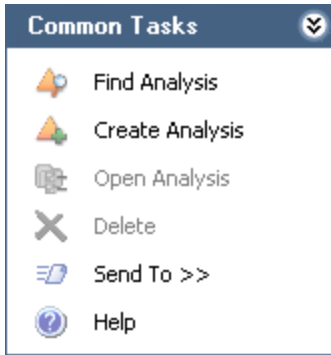 Common Tasks
Find Analysis
Create Analysis
Open Analysis
Delete
Send To >>
Help